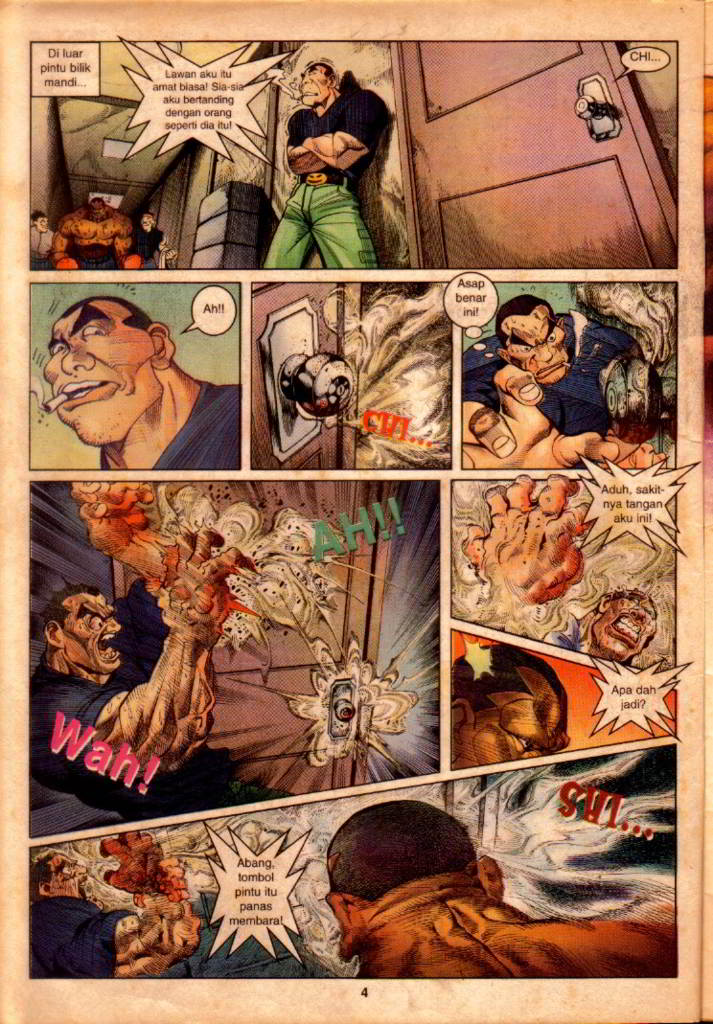 Di luar
pintu bilik
mandi...
Lawan aku itu
amat biasa! Sia-sia
aku bertanding
dengan orang
seperti dia itu!
CHI...
Ah!!
CHI...
Asap
benar
ini!
AH!!
Wah!
Aduh, sakit-
nya tangan
aku ini!
Apa dah
jadi?
Abang,
tombol
pintu itu
panas
membara!
4